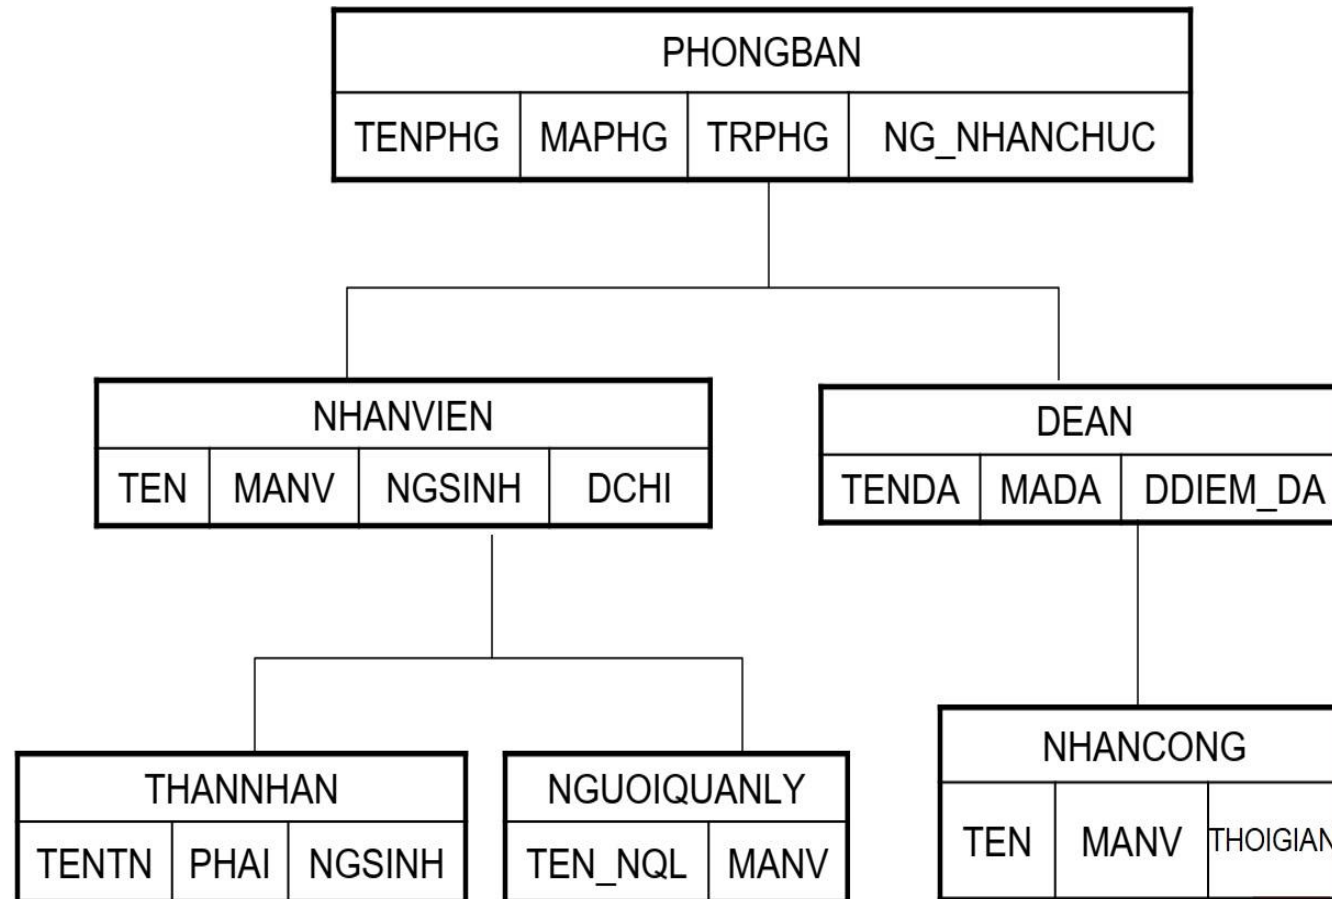 PHONGBAN
TENPHG MAPHG TRPHG NG_NHANCHUC
NHANVIEN
TEN MANV NGSINH DCHI
DEAN
TENDA MADA DDIEM_DA
THANNHAN
TENTN PHAI NGSINH
NGUOIQUANLY
TEN_NQL MANV
NHANCONG
TEN MANV THOIGIAN